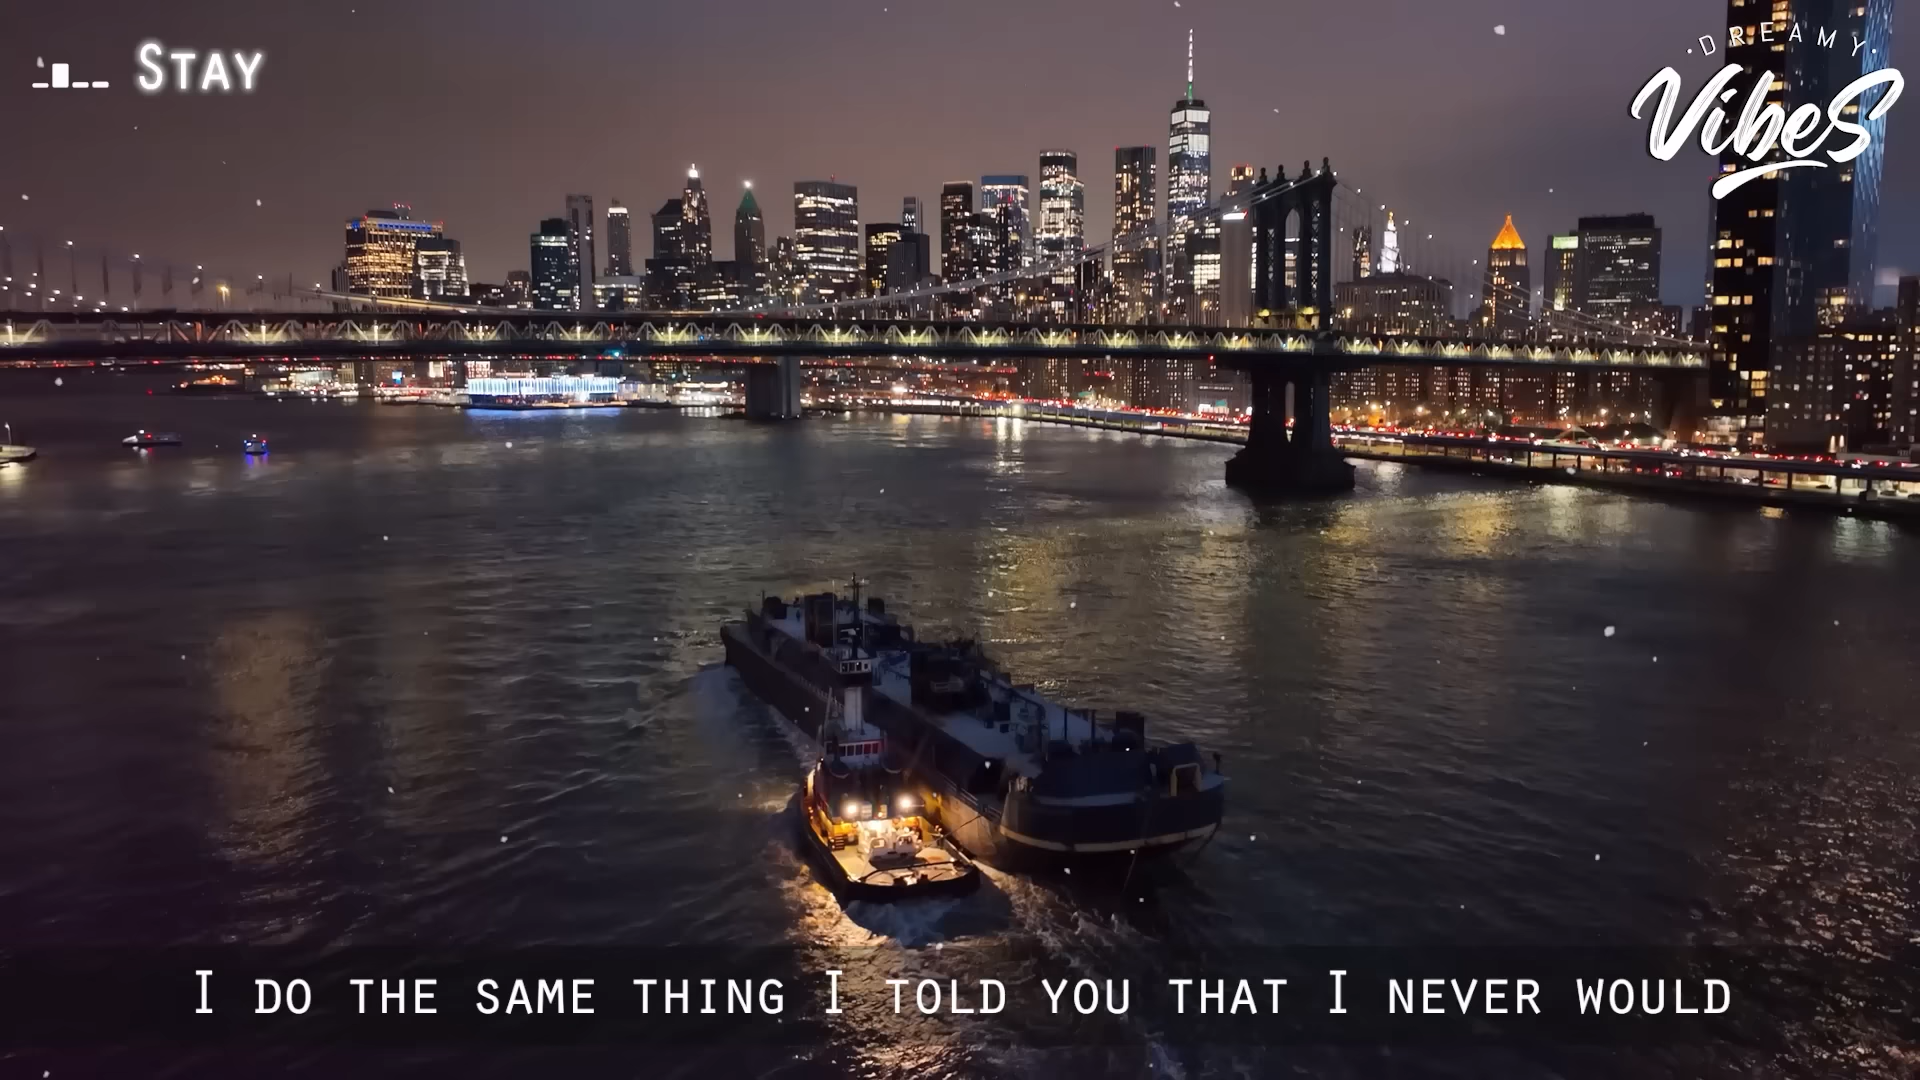 Stay
·DREAMY·
Vibes
I DO THE SAME THING I TOLD YOU THAT I NEVER WOULD